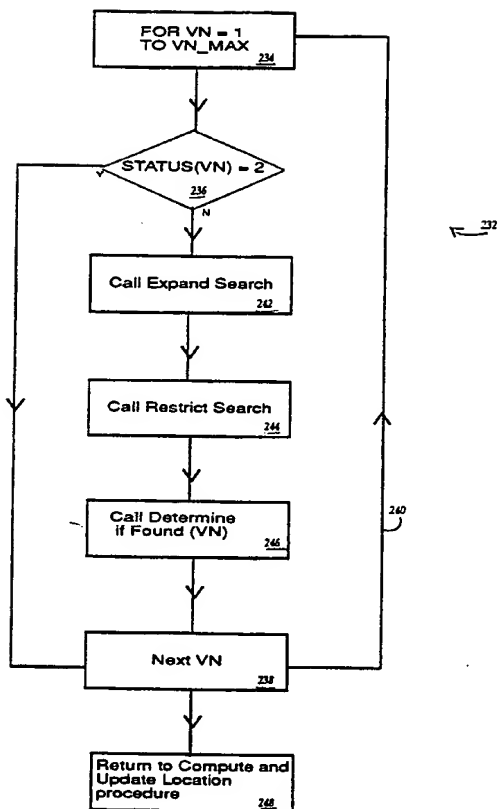 FOR VN = 1
TO VN_MAX
234
STATUS(VN) = 2
236
Y
N
232
Call Expand Search
242
Call Restrict Search
244
Call Determine
if Found (VN)
246
240
Next VN
238
Return to Compute and
Update Location
procedure
248